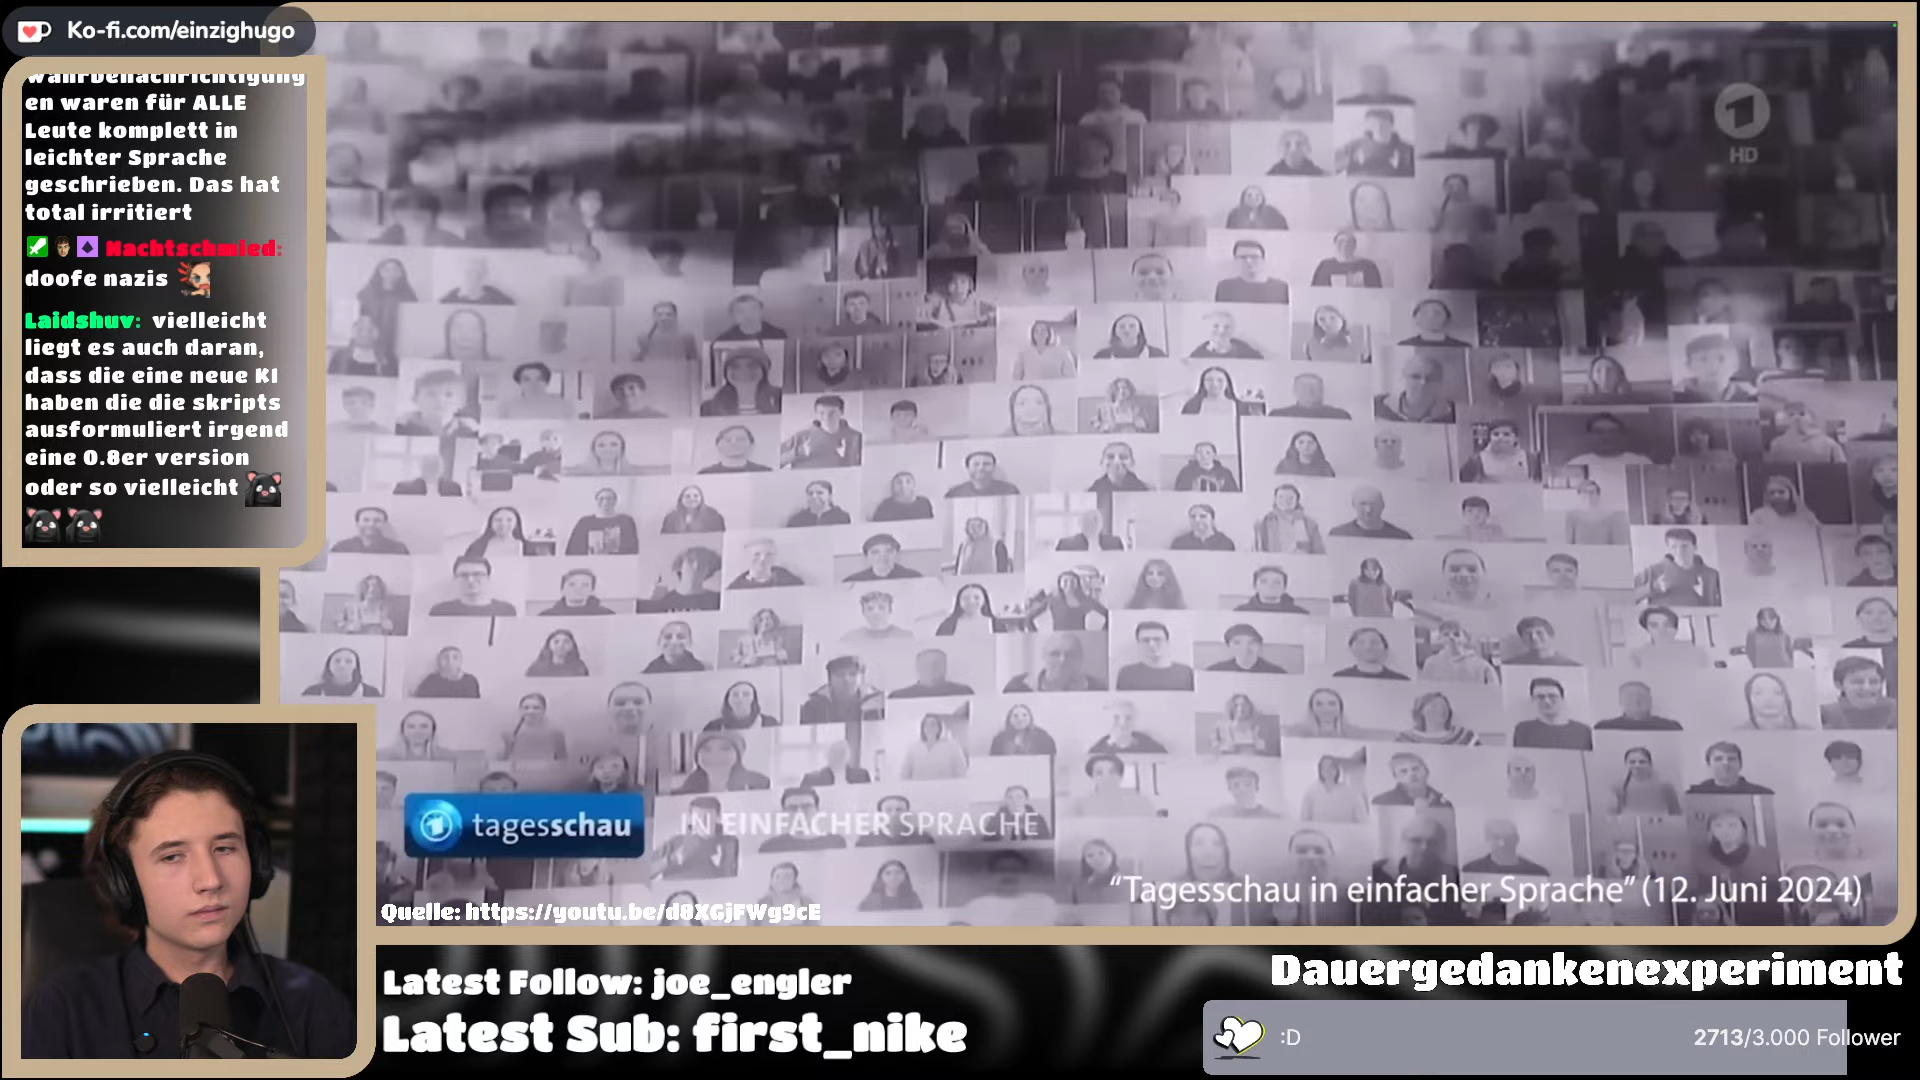 Ko-fi.com/einzighugo
wahrbenachrichtigung
en waren für ALLE
Leute komplett in
leichter Sprache
geschrieben. Das hat
total irritiert
Nachtschmied:
doofe nazis
Laidshuv: vielleicht
liegt es auch daran,
dass die eine neue KI
haben die die skripts
ausformuliert irgend
eine 0.8er version
oder so vielleicht
1
HD
tagesschau
IN EINFACHER SPRACHE
"Tagesschau in einfacher Sprache" (12. Juni 2024)
Quelle: https://youtu.be/d8XGjFWg9cE
Latest Follow: joe_engler
Latest Sub: first_nike
Dauergedankenexperiment
:D
2713/3.000 Follower